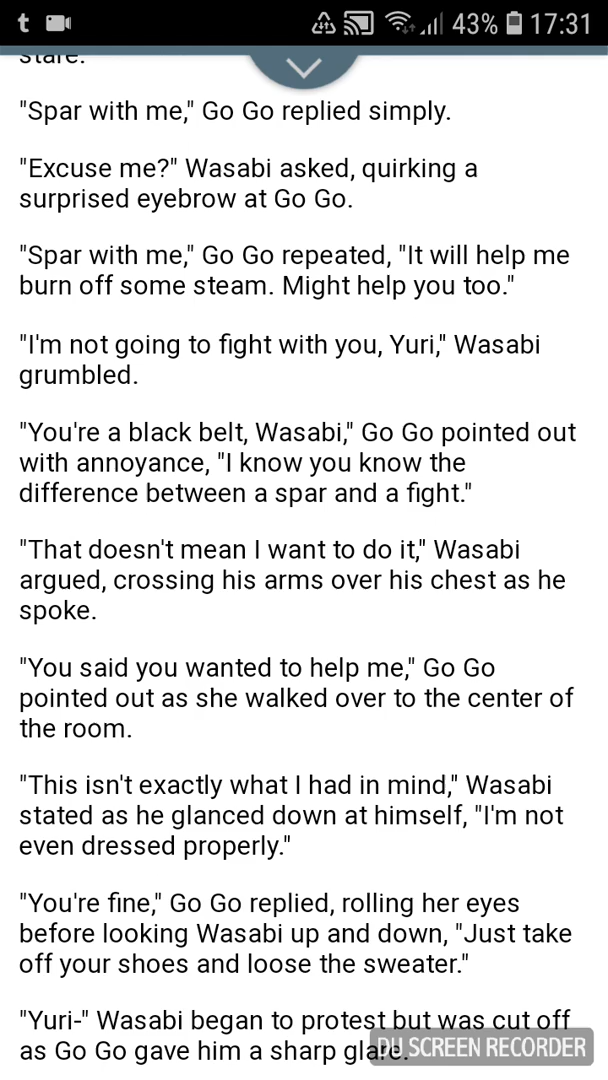 t 43% 17:31
stare.
"Spar with me," Go Go replied simply.
"Excuse me?" Wasabi asked, quirking a
surprised eyebrow at Go Go.
"Spar with me," Go Go repeated, "It will help me
burn off some steam. Might help you too."
"I'm not going to fight with you, Yuri," Wasabi
grumbled.
"You're a black belt, Wasabi," Go Go pointed out
with annoyance, "I know you know the
difference between a spar and a fight."
"That doesn't mean I want to do it," Wasabi
argued, crossing his arms over his chest as he
spoke.
"You said you wanted to help me," Go Go
pointed out as she walked over to the center of
the room.
"This isn't exactly what I had in mind," Wasabi
stated as he glanced down at himself, "I'm not
even dressed properly."
"You're fine," Go Go replied, rolling her eyes
before looking Wasabi up and down, "Just take
off your shoes and loose the sweater."
"Yuri-" Wasabi began to protest but was cut off
as Go Go gave him a sharp glare.
DU SCREEN RECORDER